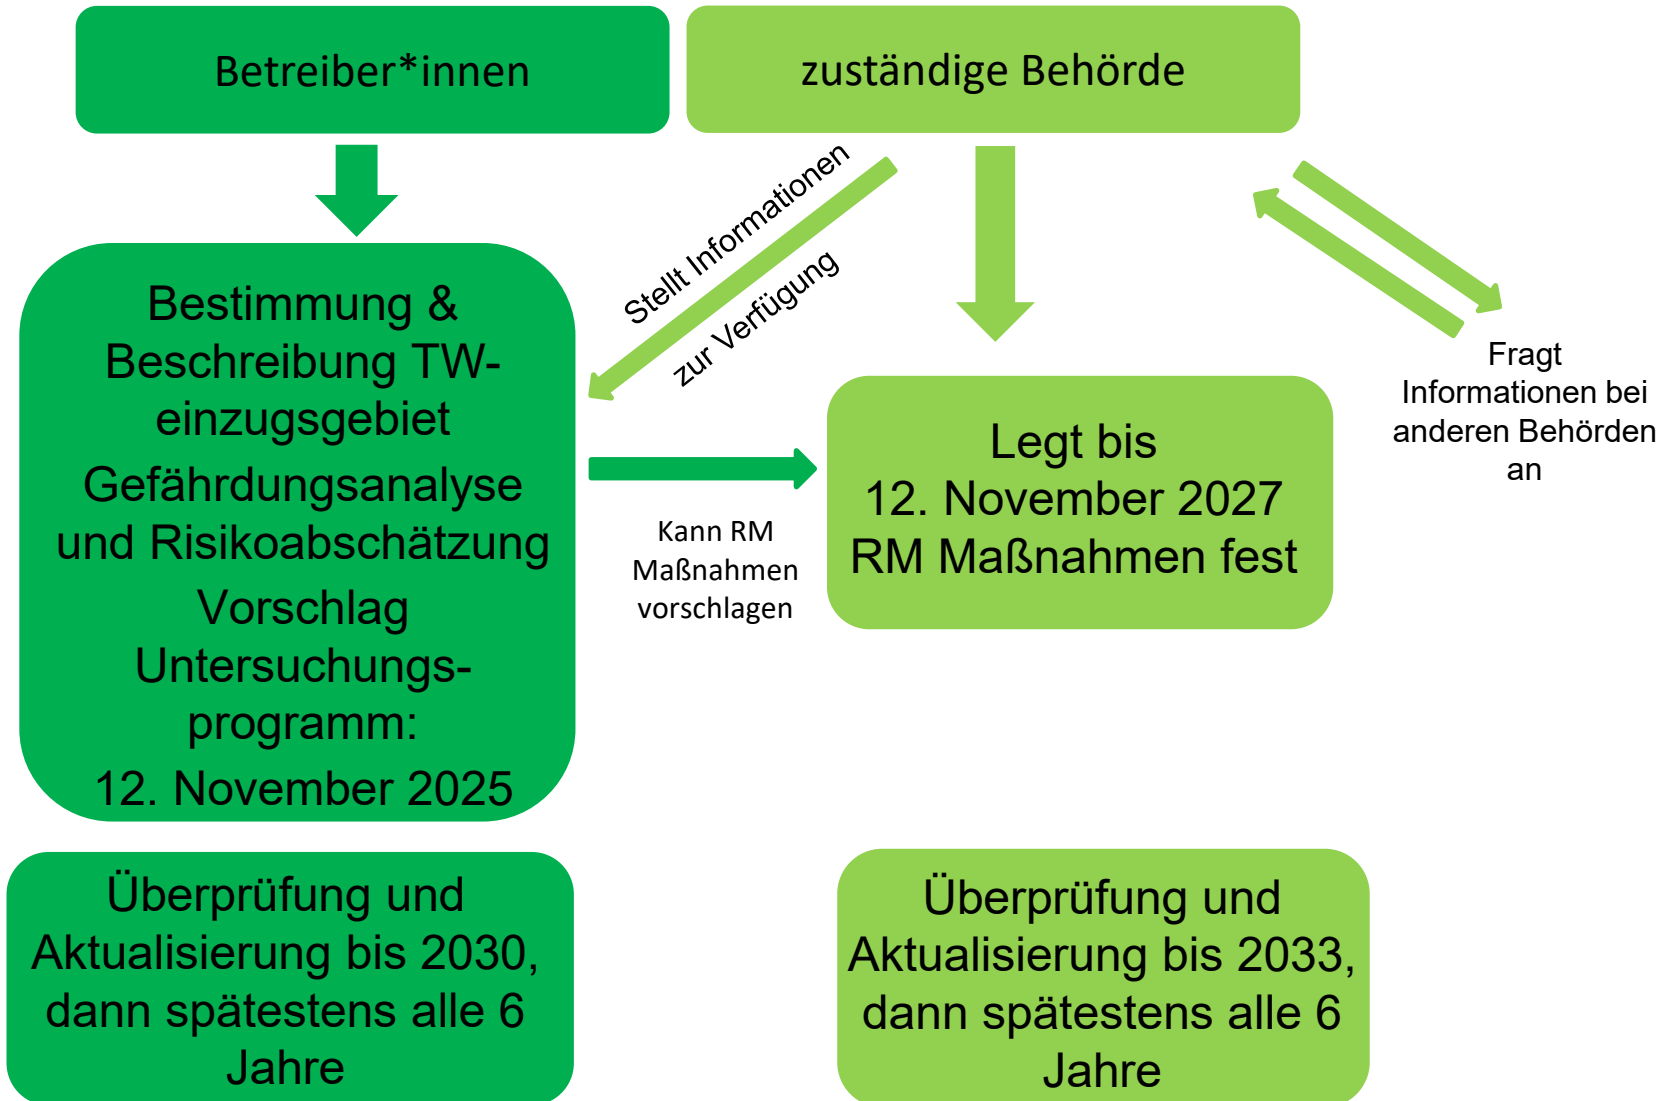 Betreiber*innen
zuständige Behörde
Stellt Informationen
zur Verfügung
Bestimmung &
Beschreibung TW-
einzugsgebiet
Gefährdungsanalyse
und Risikoabschätzung
Vorschlag
Untersuchungs-
programm:
12. November 2025
Kann RM
Maßnahmen
vorschlagen
Legt bis
12. November 2027
RM Maßnahmen fest
Fragt
Informationen bei
anderen Behörden
an
Überprüfung und
Aktualisierung bis 2030,
dann spätestens alle 6
Jahre
Überprüfung und
Aktualisierung bis 2033,
dann spätestens alle 6
Jahre